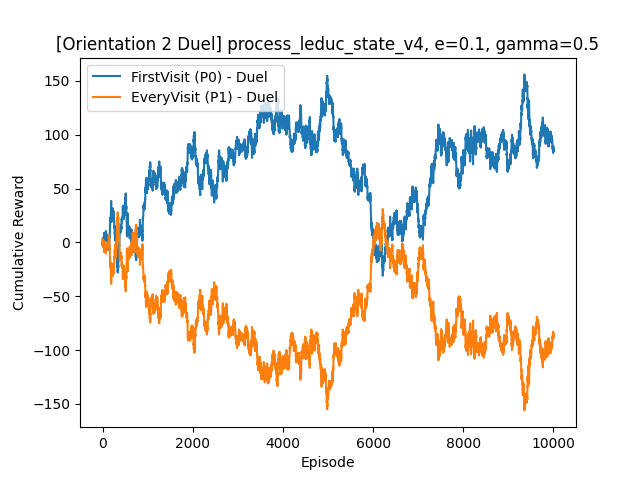 [Orientation 2 Duel] process_leduc_state_v4, e=0.1, gamma=0.5
FirstVisit (P0) - Duel
EveryVisit (P1) - Duel
150
100
50
0
−50
−100
−150
Cumulative Reward
0 2000 4000 6000 8000 10000
Episode